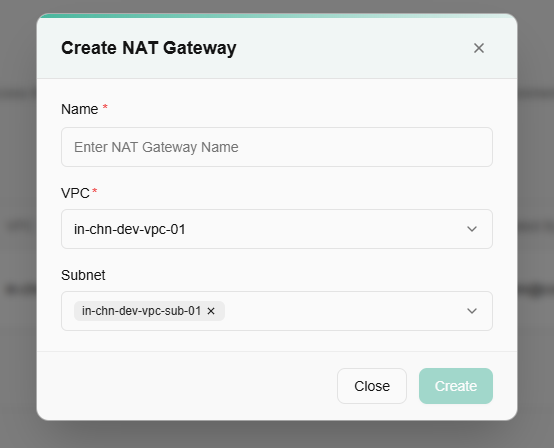 Create NAT Gateway
Name *
Enter NAT Gateway Name
VPC *
in-chn-dev-vpc-01
Subnet
in-chn-dev-vpc-sub-01
Close
Create